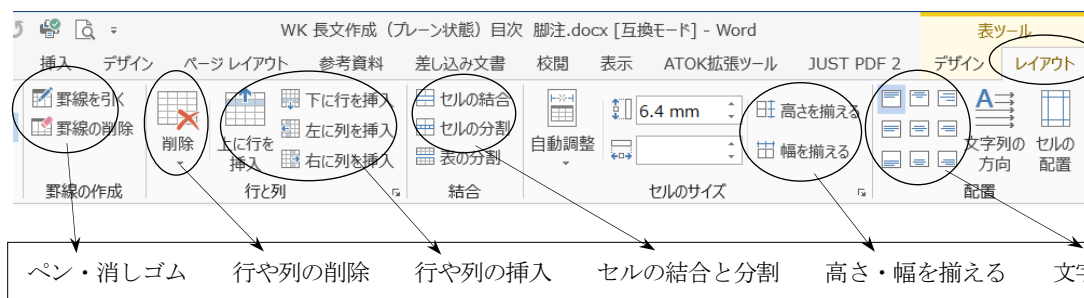 WK 長文作成（プレーン状態）目次 脚注.docx [互換モード] - Word
表ツール
挿入 デザイン ページ レイアウト 参考資料 差し込み文書 校閲 表示 ATOK拡張ツール JUST PDF 2 デザイン レイアウト
罫線を引く
罫線の削除
罫線の作成
削除
上に行を
挿入
下に行を挿入
左に列を挿入
右に列を挿入
行と列
セルの結合
セルの分割
表の分割
結合
自動調整
6.4 mm
高さを揃える
幅を揃える
セルのサイズ
文字列の
方向
セルの
配置
配置
ペン・消しゴム 行や列の削除 行や列の挿入 セルの結合と分割 高さ・幅を揃える 文字